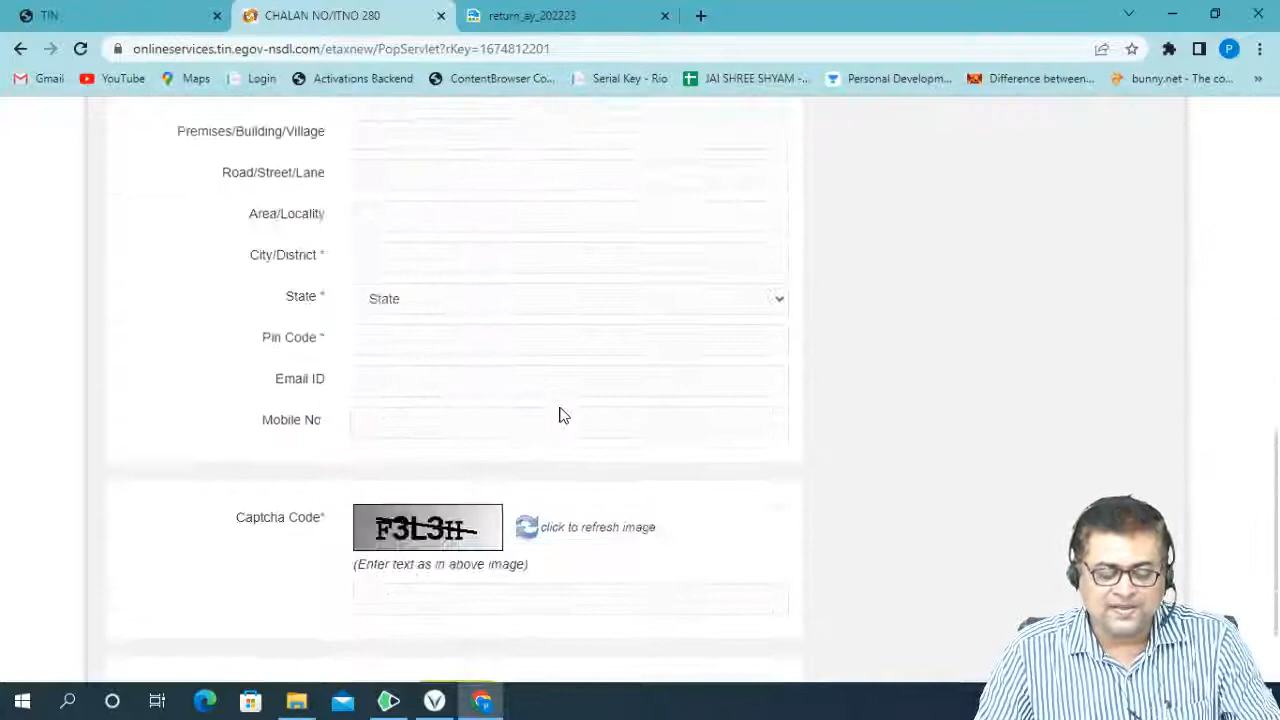 TIN
CHALAN NO/ITNO 280
return_ay_202223
onlineservices.tin.egov-nsdl.com/etaxnew/PopServlet?rKey=1674812201
P
Gmail
YouTube
Maps
Login
Activations Backend
ContentBrowser Co...
Serial Key - Rio
JAI SHREE SHYAM -...
Personal Developm...
Difference between...
bunny.net - The co...
Premises/Building/Village
Road/Street/Lane
Area/Locality
City/District *
State *
State
Pin Code *
Email ID
Mobile No
Captcha Code*
F3L3H
click to refresh image
(Enter text as in above image)